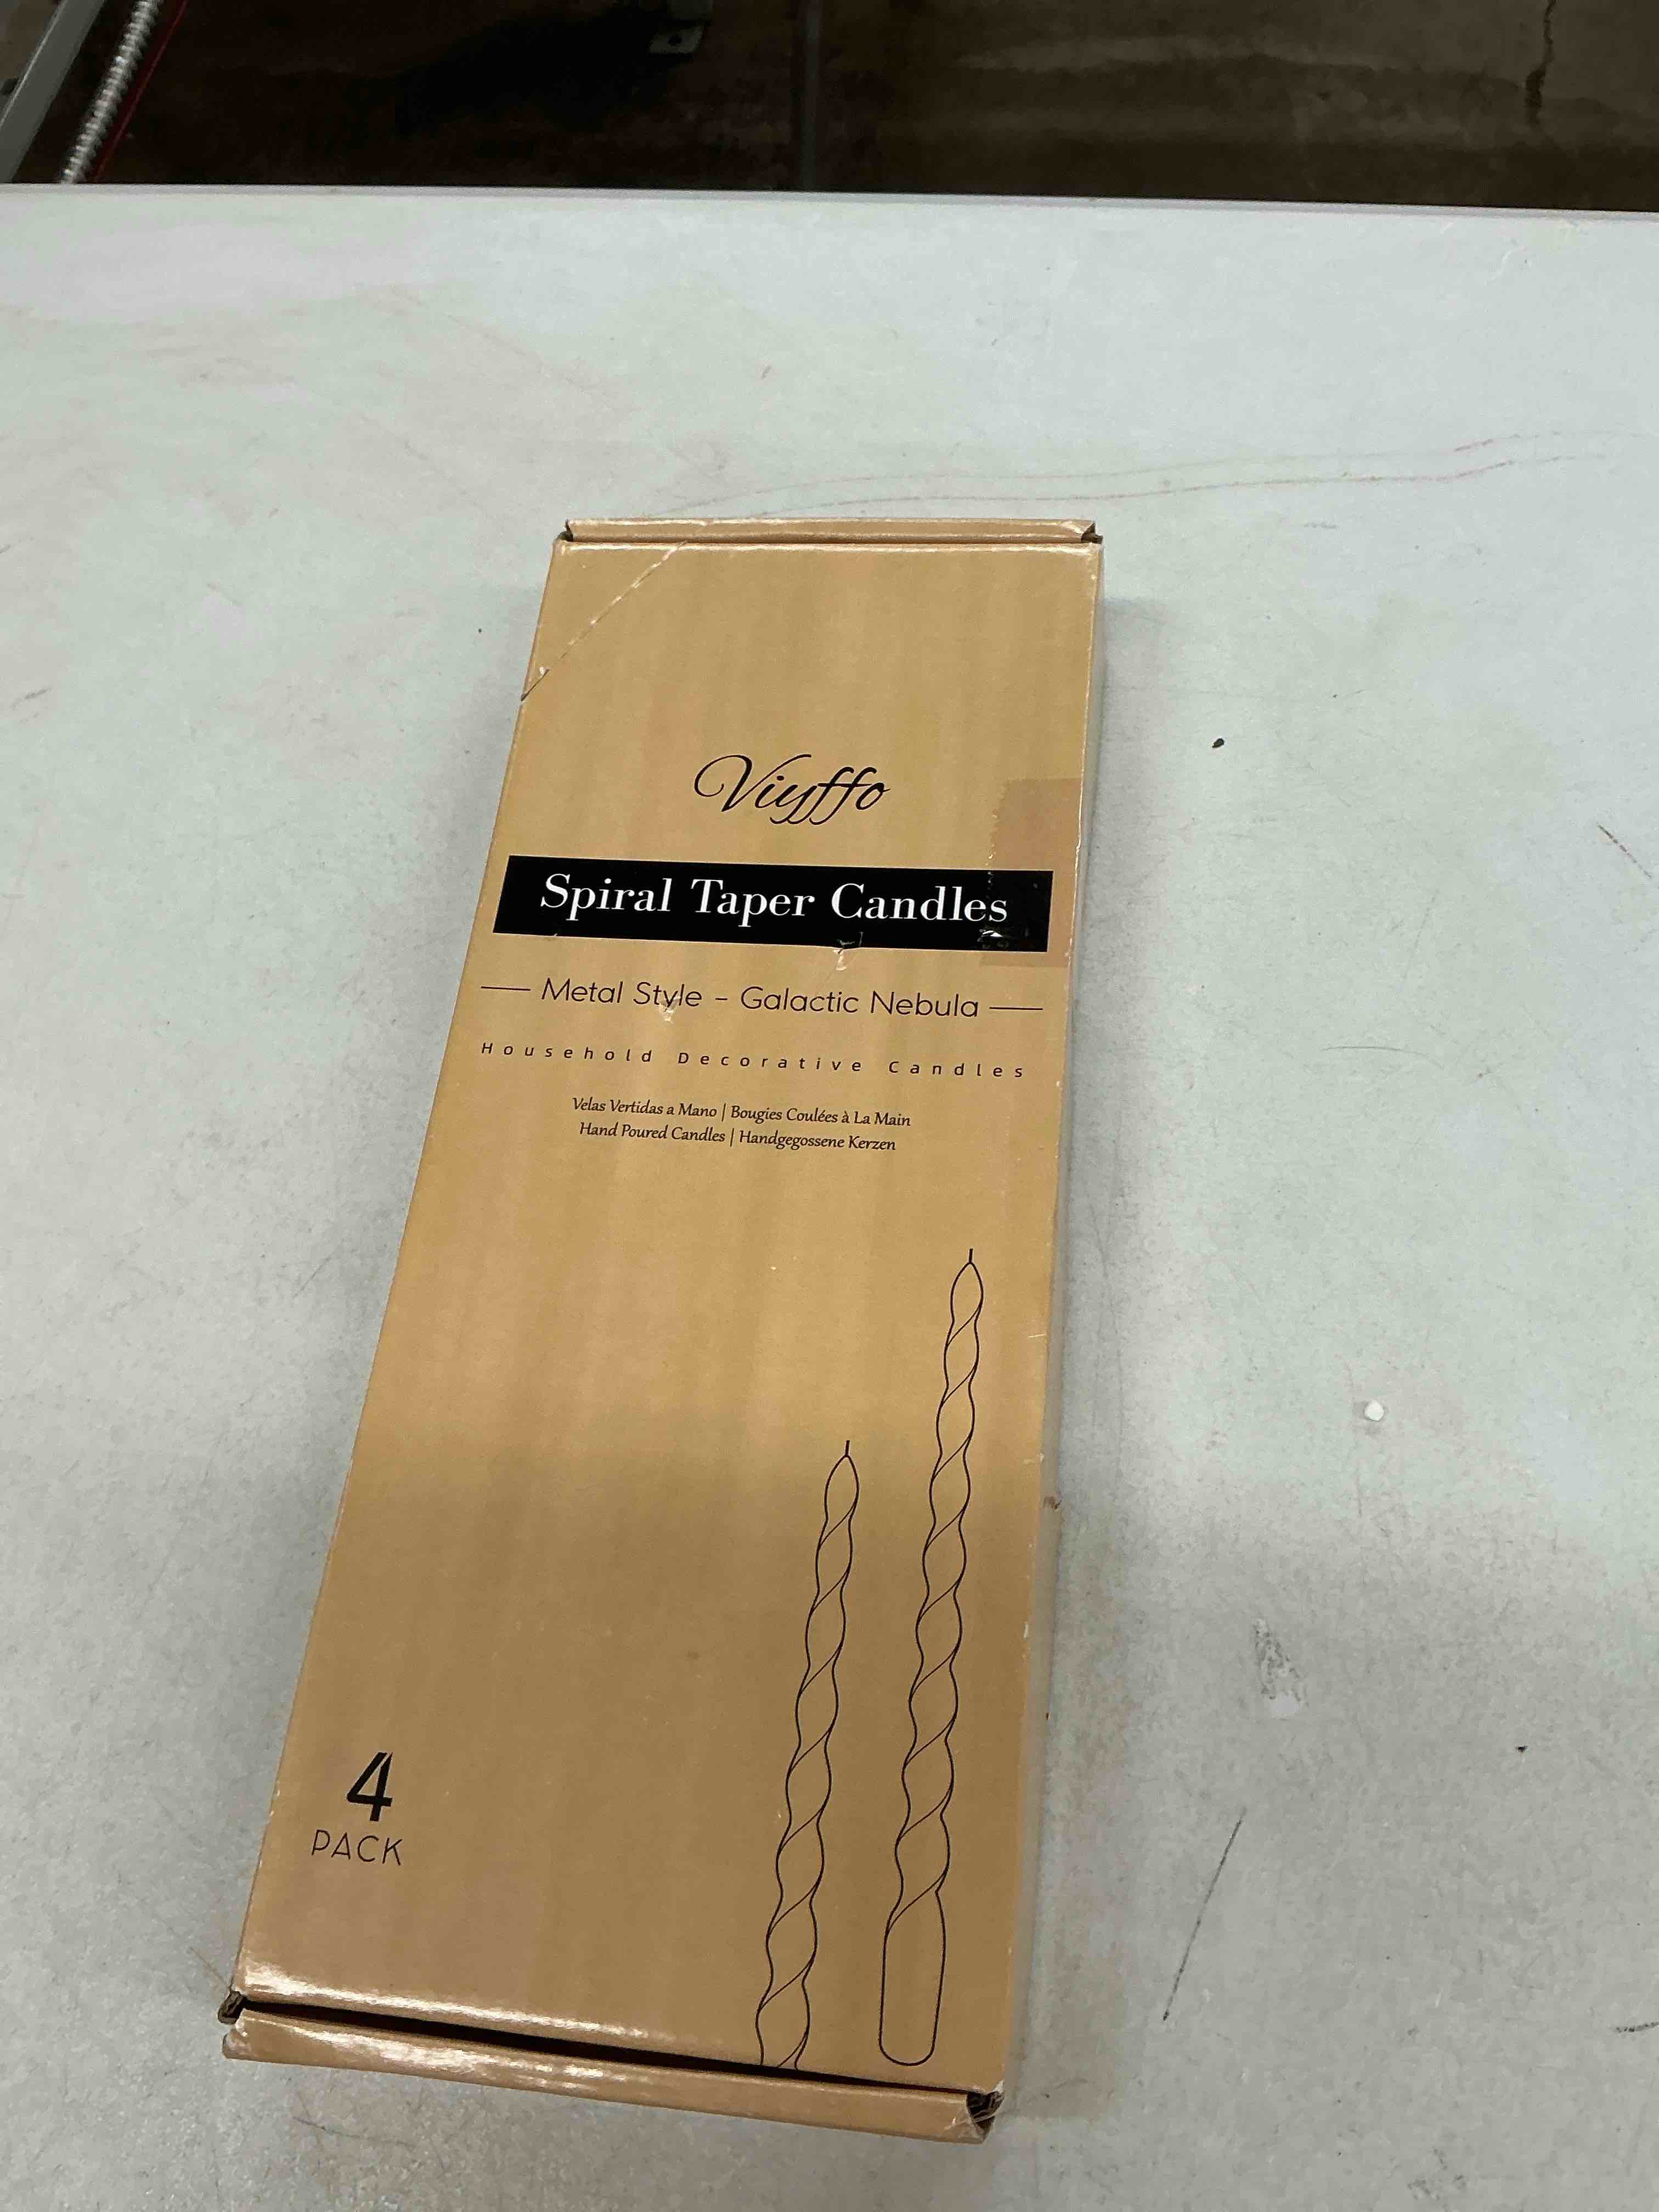 Viyffo
Spiral Taper Candles
Metal Style - Galactic Nebula
Household Decorative Candles
Velas Vertidas a Mano | Bougies Coulées à La Main
Hand Poured Candles | Handgegossene Kerzen
4
PACK